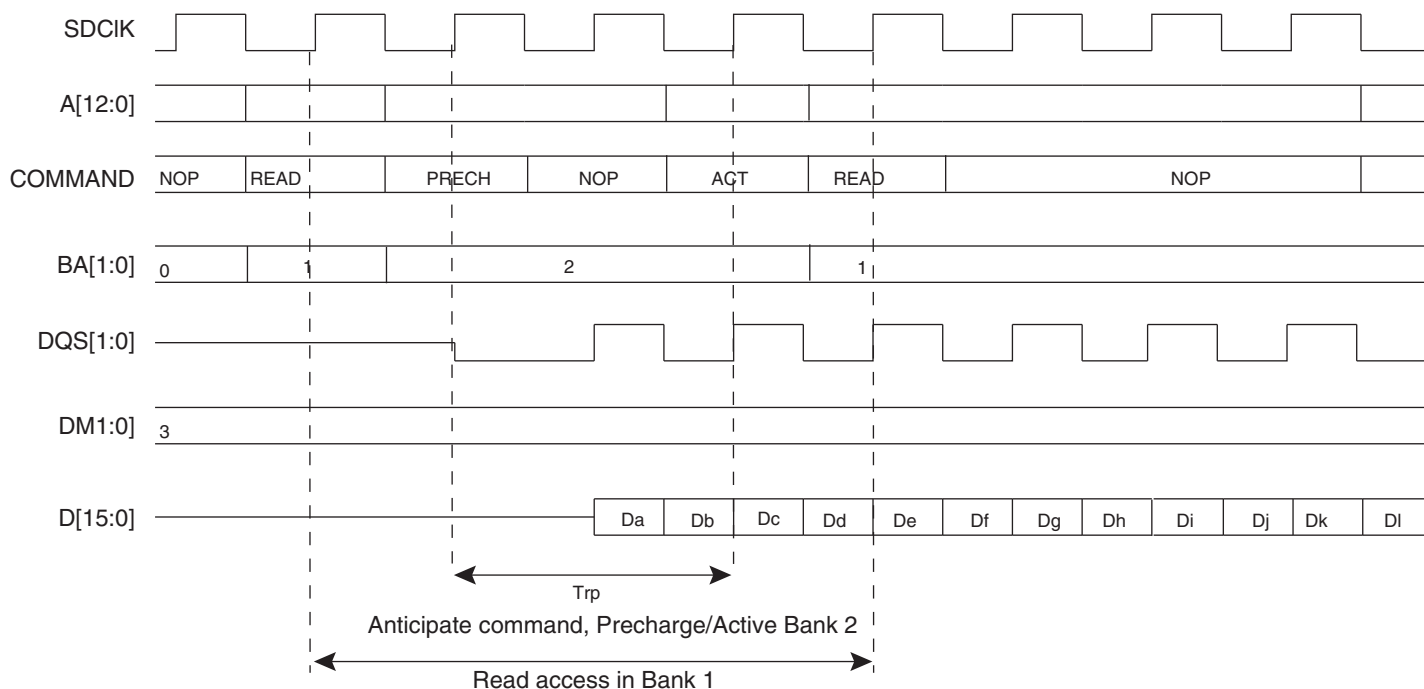 SDClK
A[12:0]
COMMAND NOP READ PRECH NOP ACT READ NOP
BA[1:0] 0 1 2 1
DQS[1:0]
DM1:0] 3
D[15:0] Da Db Dc Dd De Df Dg Dh Di Dj Dk Dl
Trp
Anticipate command, Precharge/Active Bank 2
Read access in Bank 1